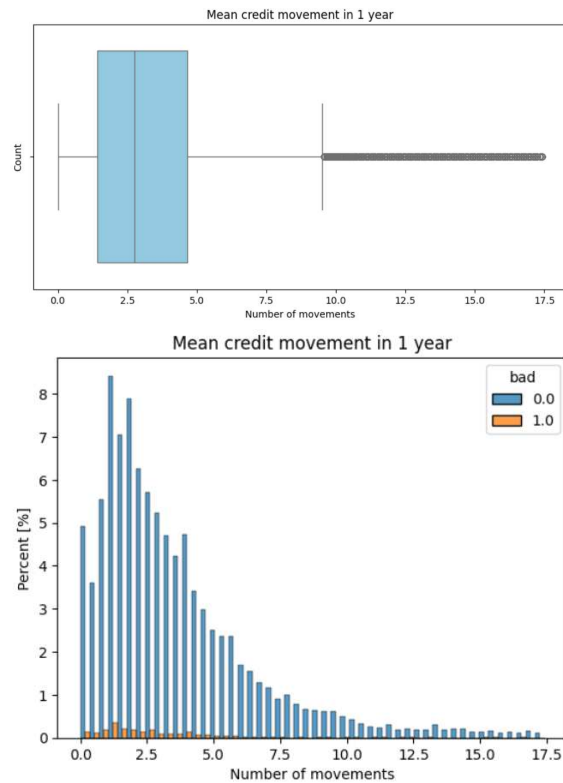 Mean credit movement in 1 year
Count
0.0 2.5 5.0 7.5 10.0 12.5 15.0 17.5
Number of movements
Mean credit movement in 1 year
bad
0.0
1.0
Percent [%]
8
7
6
5
4
3
2
1
0
0.0 2.5 5.0 7.5 10.0 12.5 15.0 17.5
Number of movements